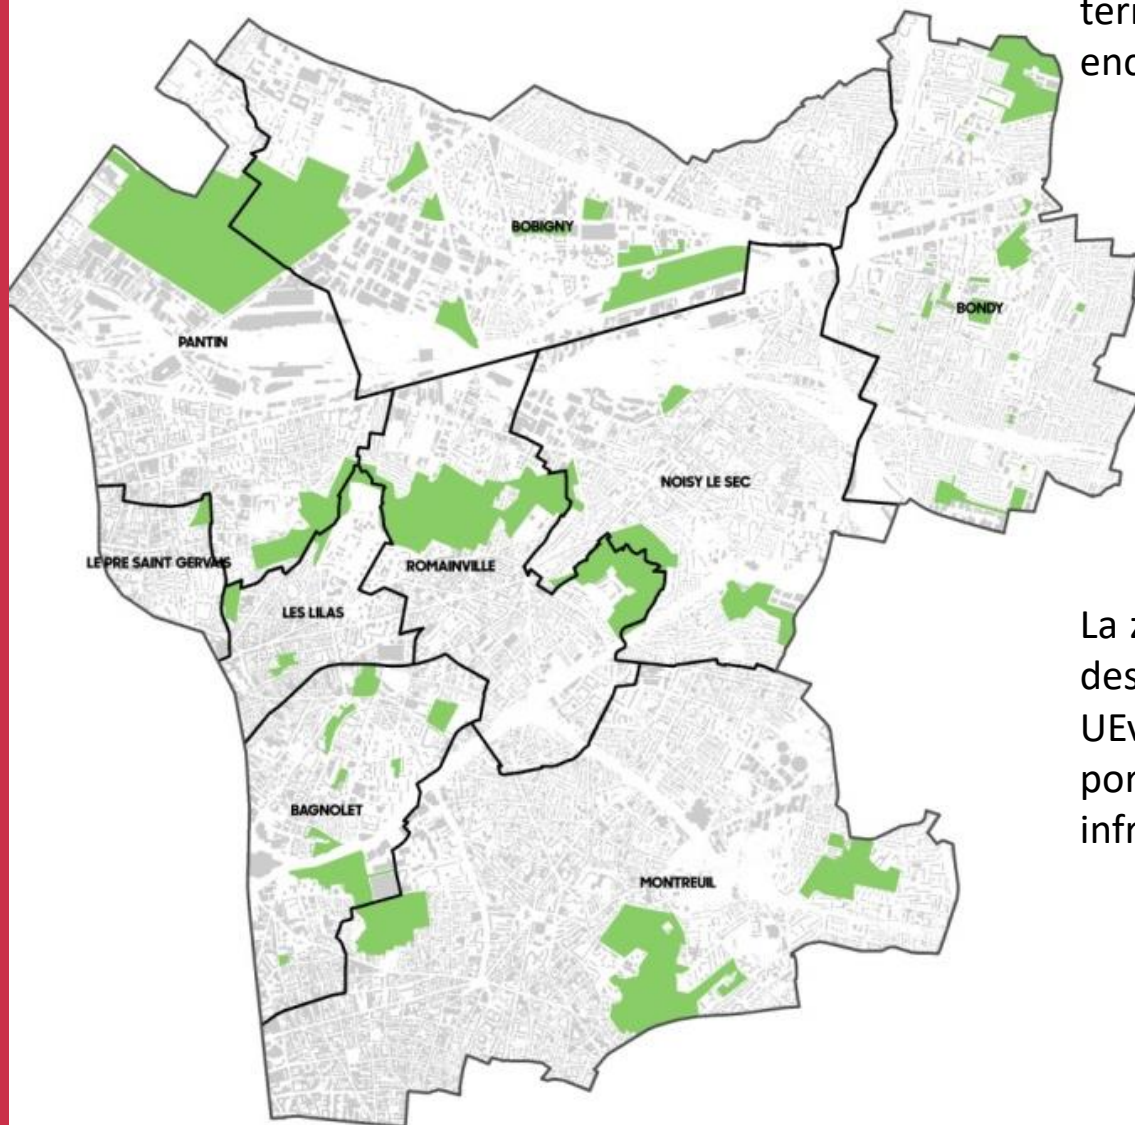 terr
enc
BOBIGNY
BONDY
PANTIN
NOISY LE SEC
LE PRE SAINT GERVAIS
ROMAINVILLE
LES LILAS
BAGNOLET
MONTREUIL
La z
des
UEv
por
infr